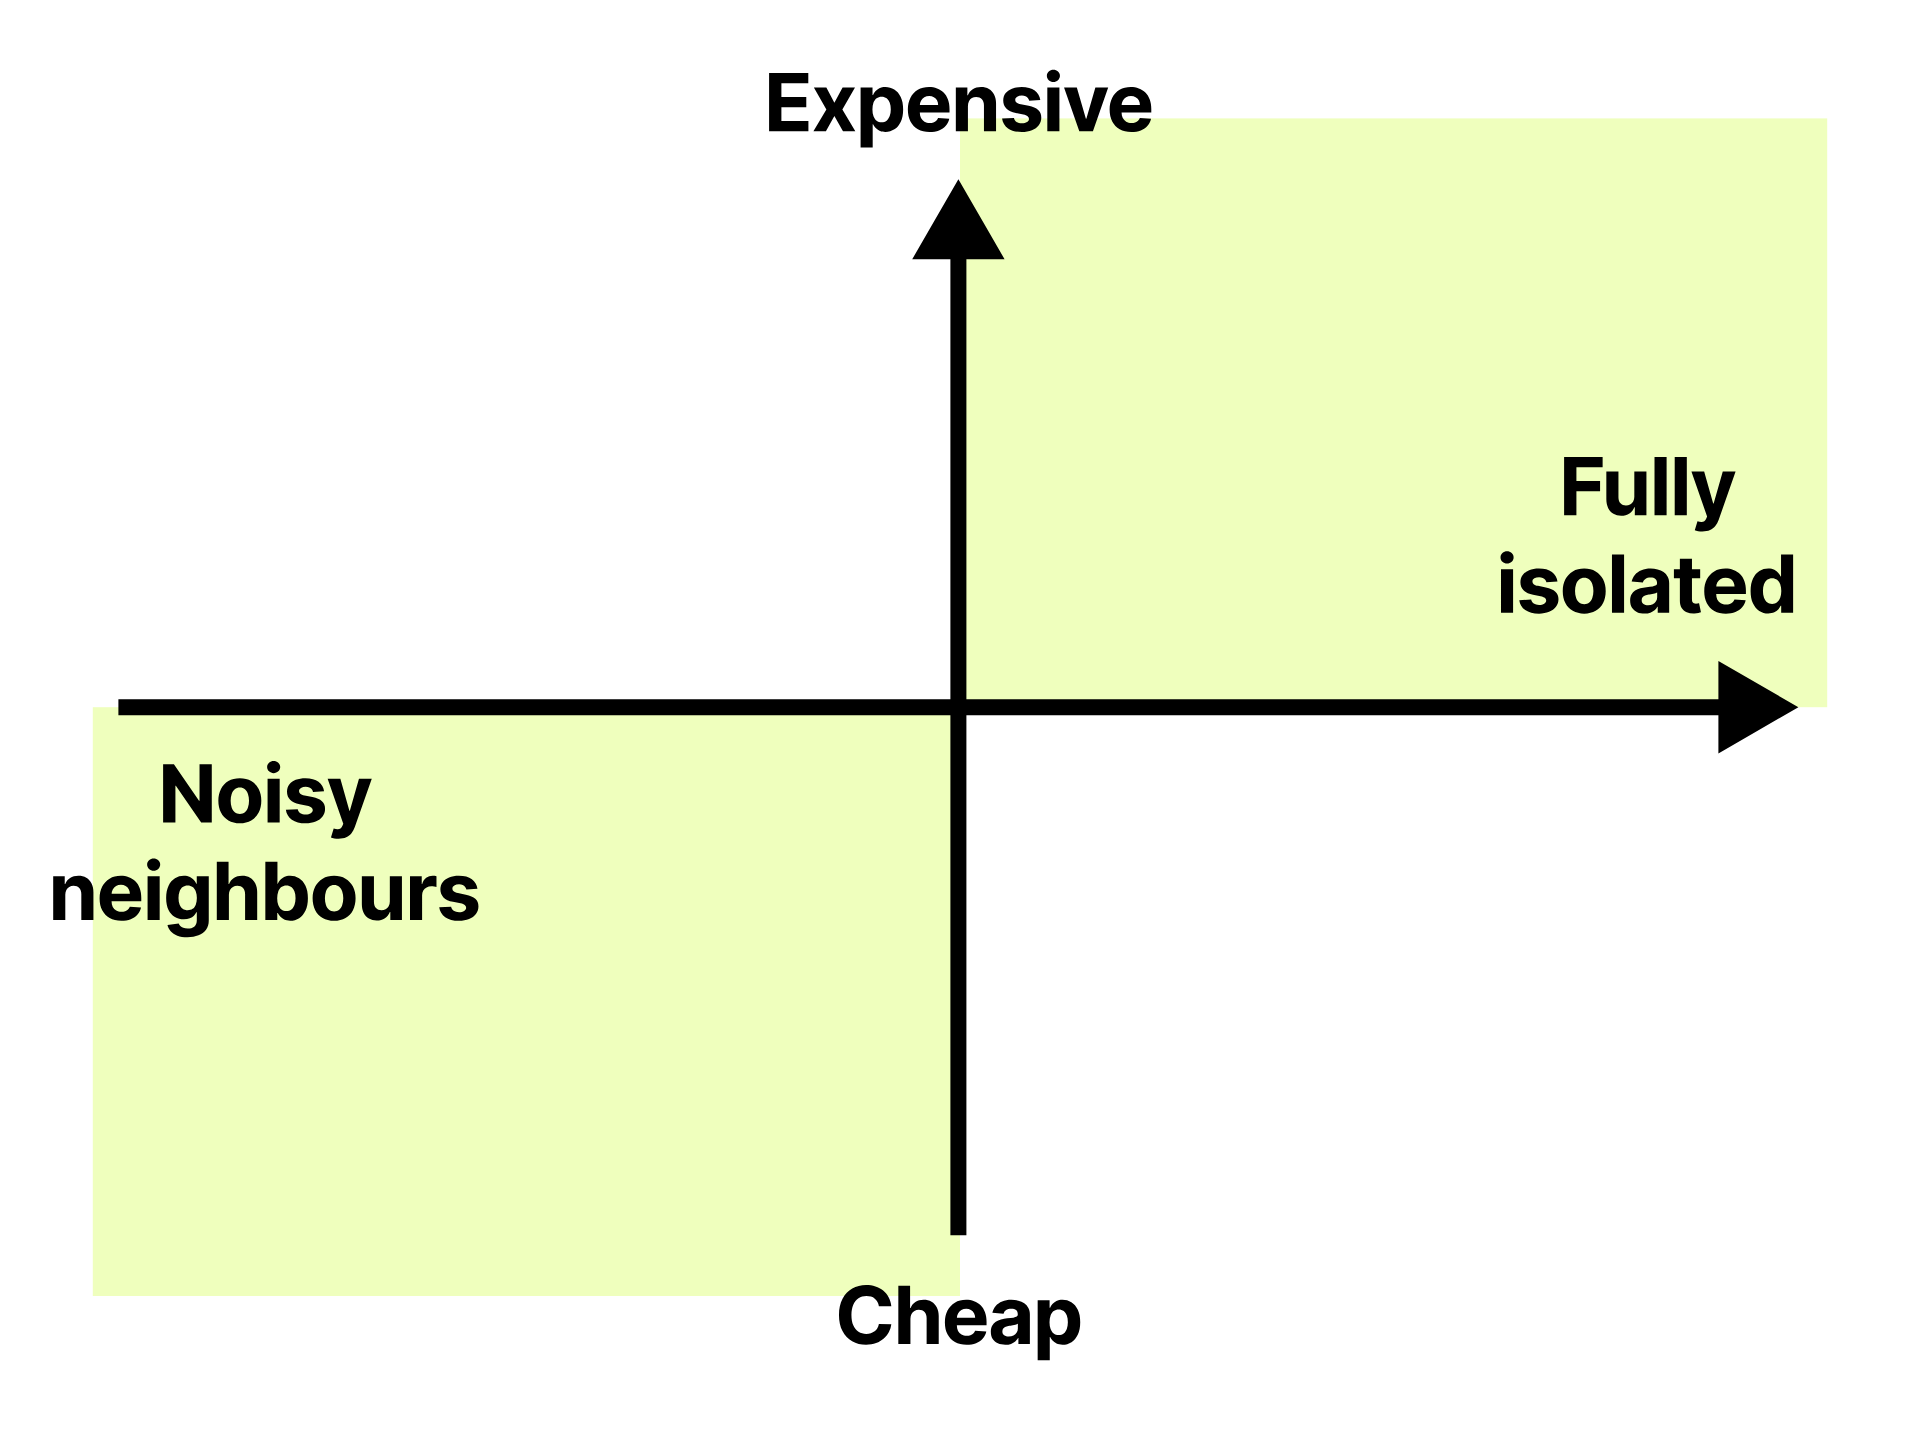 Expensive
Fully
isolated
Noisy
neighbours
Cheap